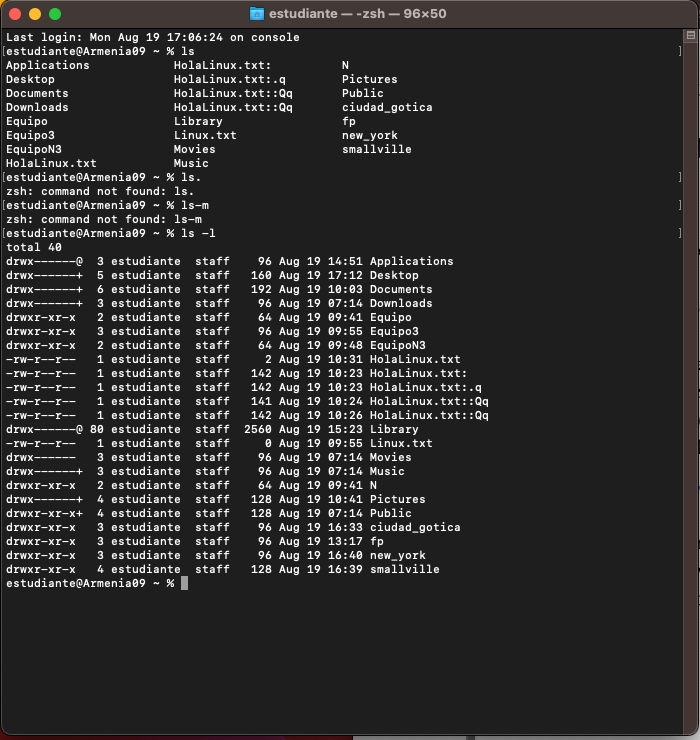 estudiante — -zsh — 96×50
Last login: Mon Aug 19 17:06:24 on console
[estudiante@Armenia09 ~ % ls ]
Applications HolaLinux.txt: N
Desktop HolaLinux.txt:.q Pictures
Documents HolaLinux.txt::Qq Public
Downloads HolaLinux.txt::Qq ciudad_gotica
Equipo Library fp
Equipo3 Linux.txt new_york
EquipoN3 Movies smallville
HolaLinux.txt Music
[estudiante@Armenia09 ~ % ls. ]
zsh: command not found: ls.
[estudiante@Armenia09 ~ % ls-m ]
zsh: command not found: ls-m
[estudiante@Armenia09 ~ % ls -l ]
total 40
drwx------@ 3 estudiante staff 96 Aug 19 14:51 Applications
drwx------+ 5 estudiante staff 160 Aug 19 17:12 Desktop
drwx------+ 6 estudiante staff 192 Aug 19 10:03 Documents
drwx------+ 3 estudiante staff 96 Aug 19 07:14 Downloads
drwxr-xr-x 2 estudiante staff 64 Aug 19 09:41 Equipo
drwxr-xr-x 3 estudiante staff 96 Aug 19 09:55 Equipo3
drwxr-xr-x 2 estudiante staff 64 Aug 19 09:48 EquipoN3
-rw-r--r-- 1 estudiante staff 2 Aug 19 10:31 HolaLinux.txt
-rw-r--r-- 1 estudiante staff 142 Aug 19 10:23 HolaLinux.txt:
-rw-r--r-- 1 estudiante staff 142 Aug 19 10:23 HolaLinux.txt:.q
-rw-r--r-- 1 estudiante staff 141 Aug 19 10:24 HolaLinux.txt::Qq
-rw-r--r-- 1 estudiante staff 142 Aug 19 10:26 HolaLinux.txt::Qq
drwx------@ 80 estudiante staff 2560 Aug 19 15:23 Library
-rw-r--r-- 1 estudiante staff 0 Aug 19 09:55 Linux.txt
drwx------ 3 estudiante staff 96 Aug 19 07:14 Movies
drwx------+ 3 estudiante staff 96 Aug 19 07:14 Music
drwxr-xr-x 2 estudiante staff 64 Aug 19 09:41 N
drwx------+ 4 estudiante staff 128 Aug 19 10:41 Pictures
drwxr-xr-x+ 4 estudiante staff 128 Aug 19 07:14 Public
drwxr-xr-x 3 estudiante staff 96 Aug 19 16:33 ciudad_gotica
drwxr-xr-x 3 estudiante staff 96 Aug 19 13:17 fp
drwxr-xr-x 3 estudiante staff 96 Aug 19 16:40 new_york
drwxr-xr-x 4 estudiante staff 128 Aug 19 16:39 smallville
estudiante@Armenia09 ~ %